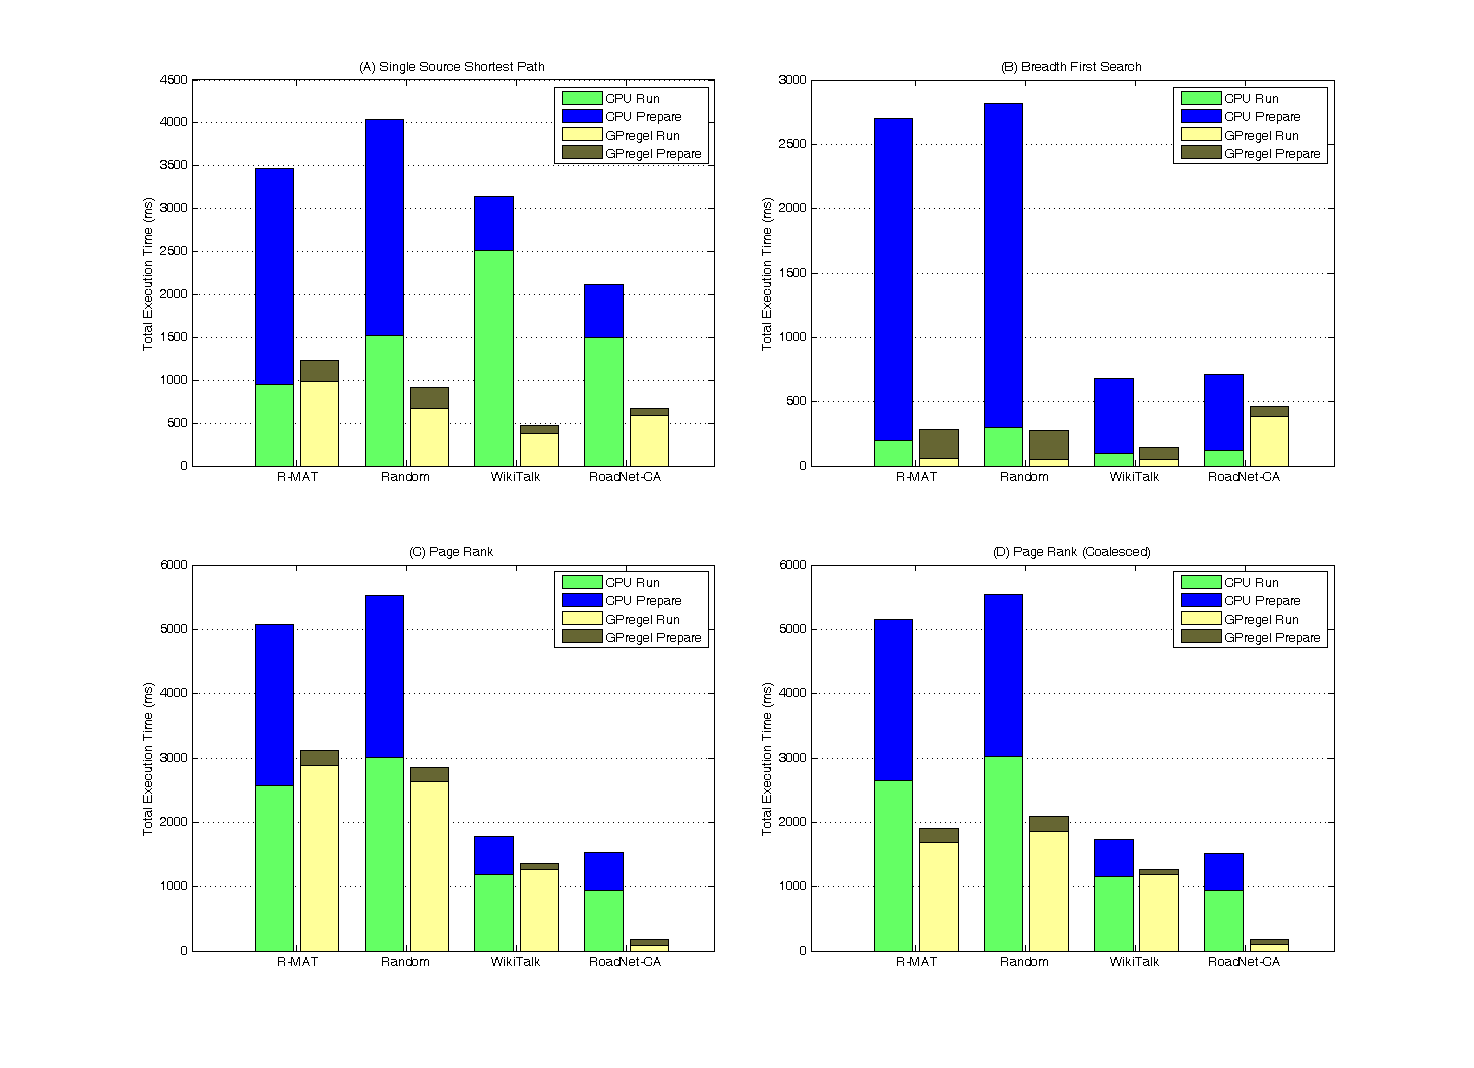 (A) Single Source Shortest Path
Total Execution Time (ms)
4500
4000
3500
3000
2500
2000
1500
1000
500
0
R-MAT
Random
WikiTalk
RoadNet-CA
CPU Run
CPU Prepare
GPregel Run
GPregel Prepare
(B) Breadth First Search
Total Execution Time (ms)
3000
2500
2000
1500
1000
500
0
R-MAT
Random
WikiTalk
RoadNet-CA
CPU Run
CPU Prepare
GPregel Run
GPregel Prepare
(C) Page Rank
Total Execution Time (ms)
6000
5000
4000
3000
2000
1000
0
R-MAT
Random
WikiTalk
RoadNet-CA
CPU Run
CPU Prepare
GPregel Run
GPregel Prepare
(D) Page Rank (Coalesced)
Total Execution Time (ms)
6000
5000
4000
3000
2000
1000
0
R-MAT
Random
WikiTalk
RoadNet-CA
CPU Run
CPU Prepare
GPregel Run
GPregel Prepare